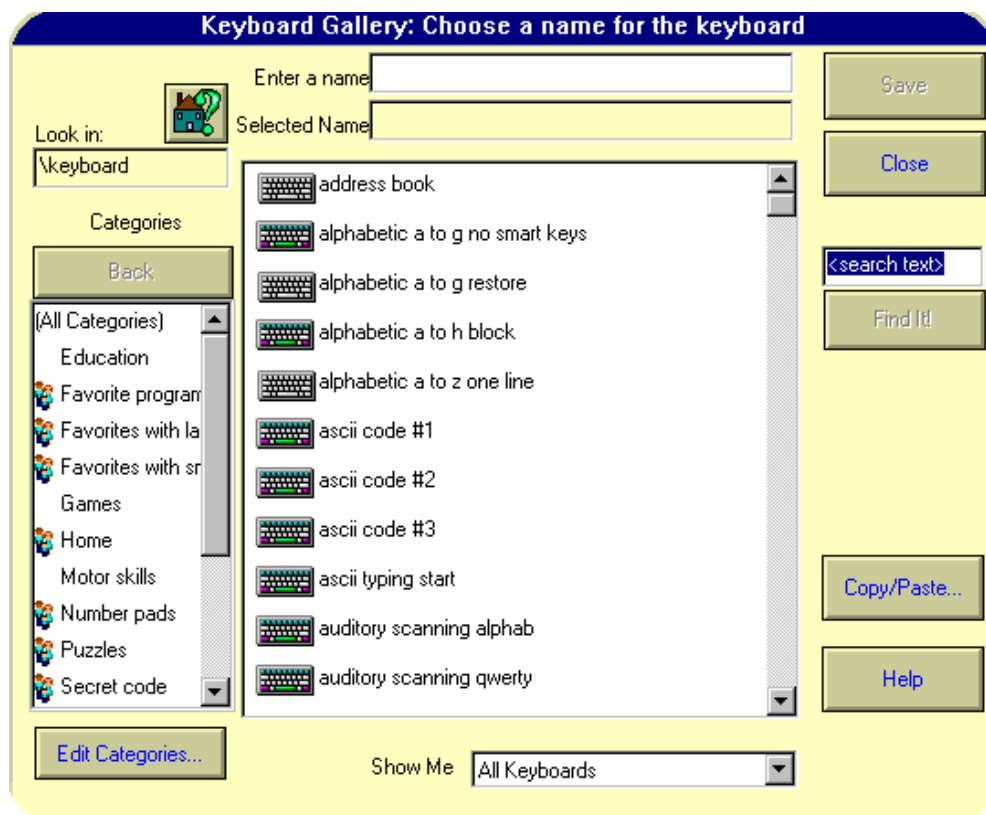 Keyboard Gallery: Choose a name for the keyboard
Enter a name
Save
Selected Name
Look in:
\keyboard
Close
Categories
Back
(All Categories)
Education
Favorite program
Favorites with la
Favorites with sr
Games
Home
Motor skills
Number pads
Puzzles
Secret code
Edit Categories...
address book
alphabetic a to g no smart keys
alphabetic a to g restore
alphabetic a to h block
alphabetic a to z one line
ascii code #1
ascii code #2
ascii code #3
ascii typing start
auditory scanning alphab
auditory scanning qwerty
Show Me
All Keyboards
<search text>
Find It!
Copy/Paste...
Help